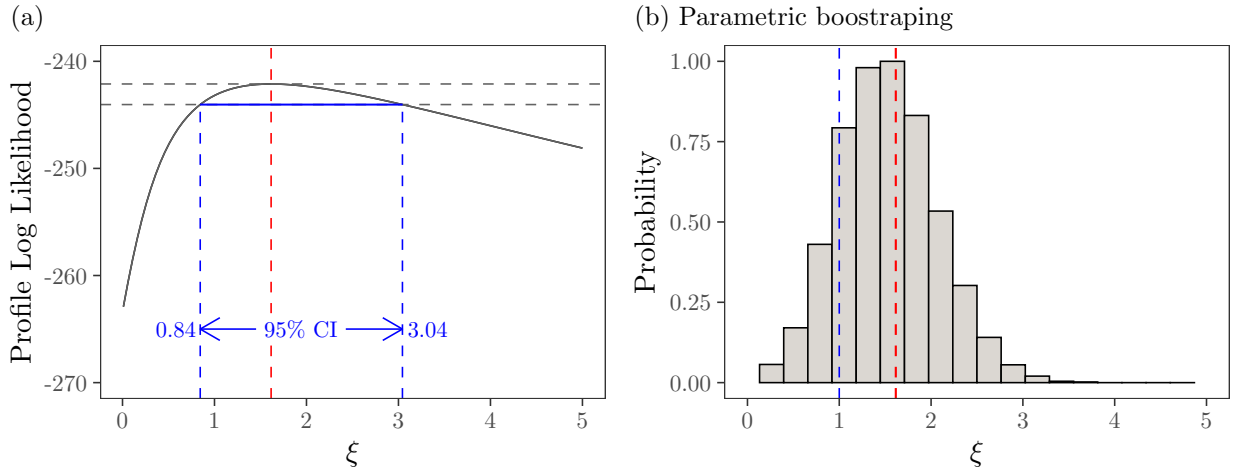 (a)
Profile Log Likelihood
-240
-250
-260
-270
0.84
95% CI
3.04
0 1 2 3 4 5
ξ
(b) Parametric boostraping
Probability
1.00
0.75
0.50
0.25
0.00
0 1 2 3 4 5
ξ